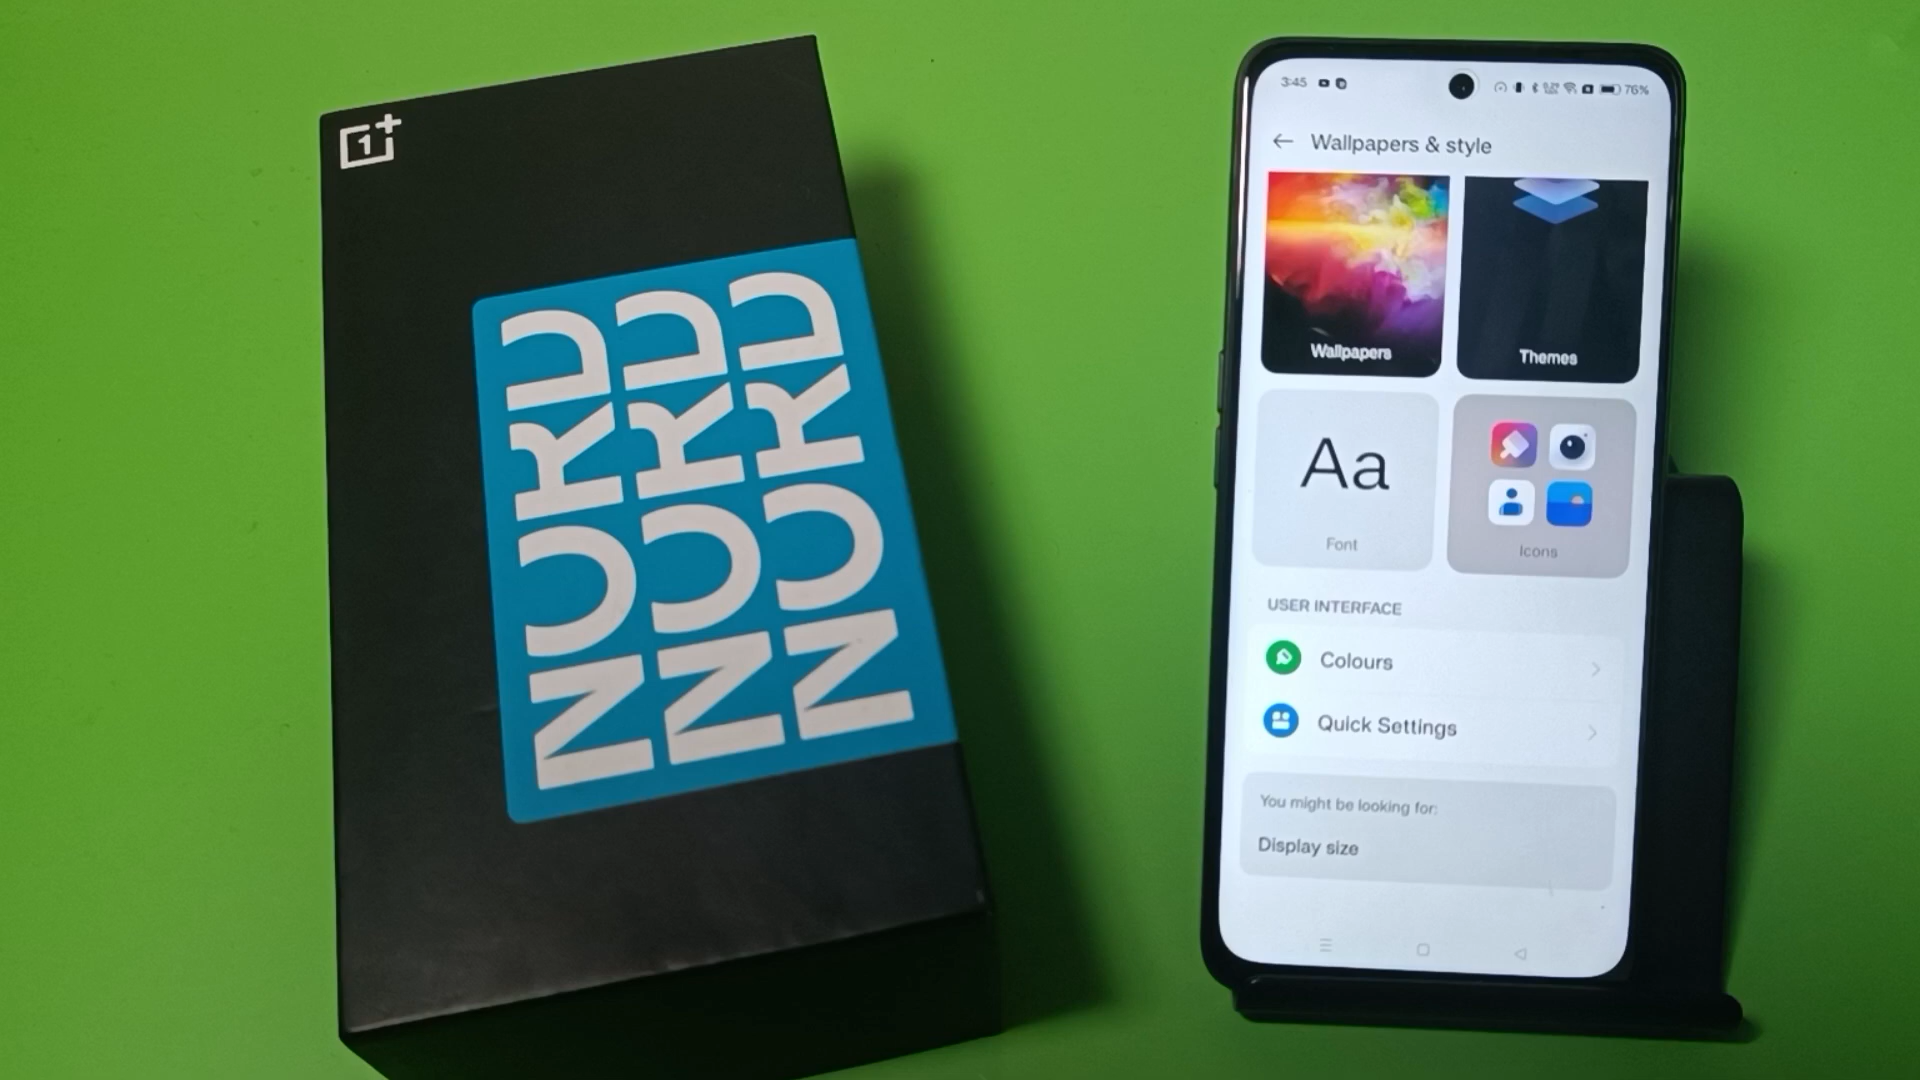 1+
NORD
NORD
NORD
3:45
76%
Wallpapers & style
Wallpapers
Themes
Aa
Font
Icons
USER INTERFACE
Colours
Quick Settings
You might be looking for:
Display size